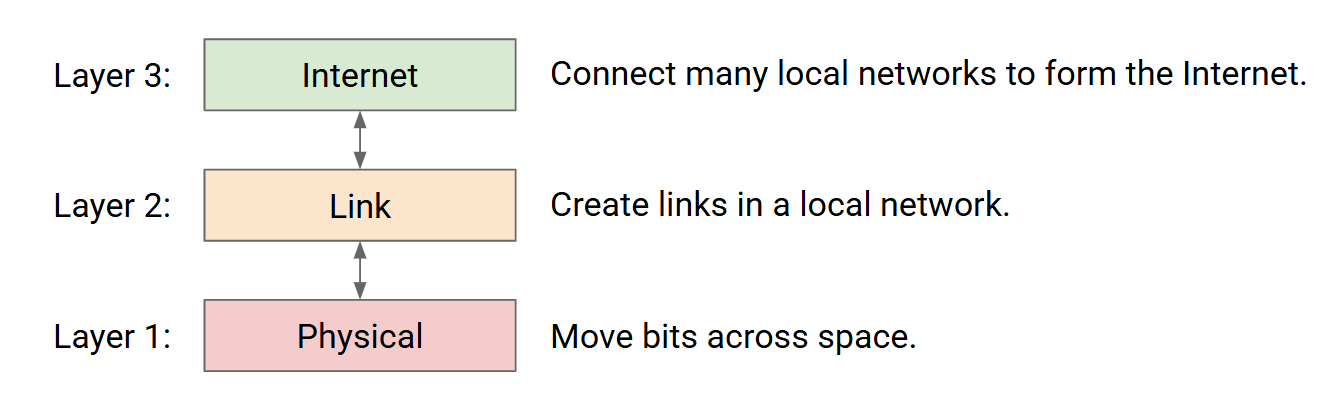 Layer 3: Internet Connect many local networks to form the Internet.
Layer 2: Link Create links in a local network.
Layer 1: Physical Move bits across space.